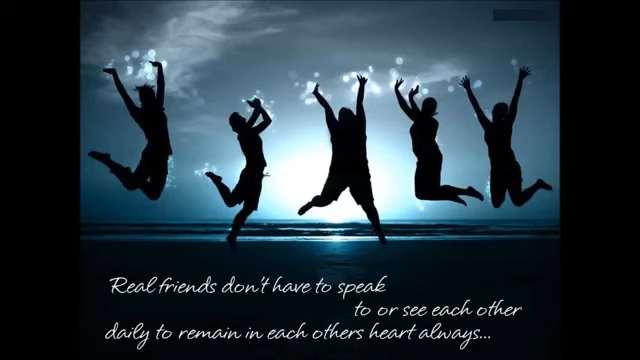 Real friends don't have to speak
to or see each other
daily to remain in each others heart always...